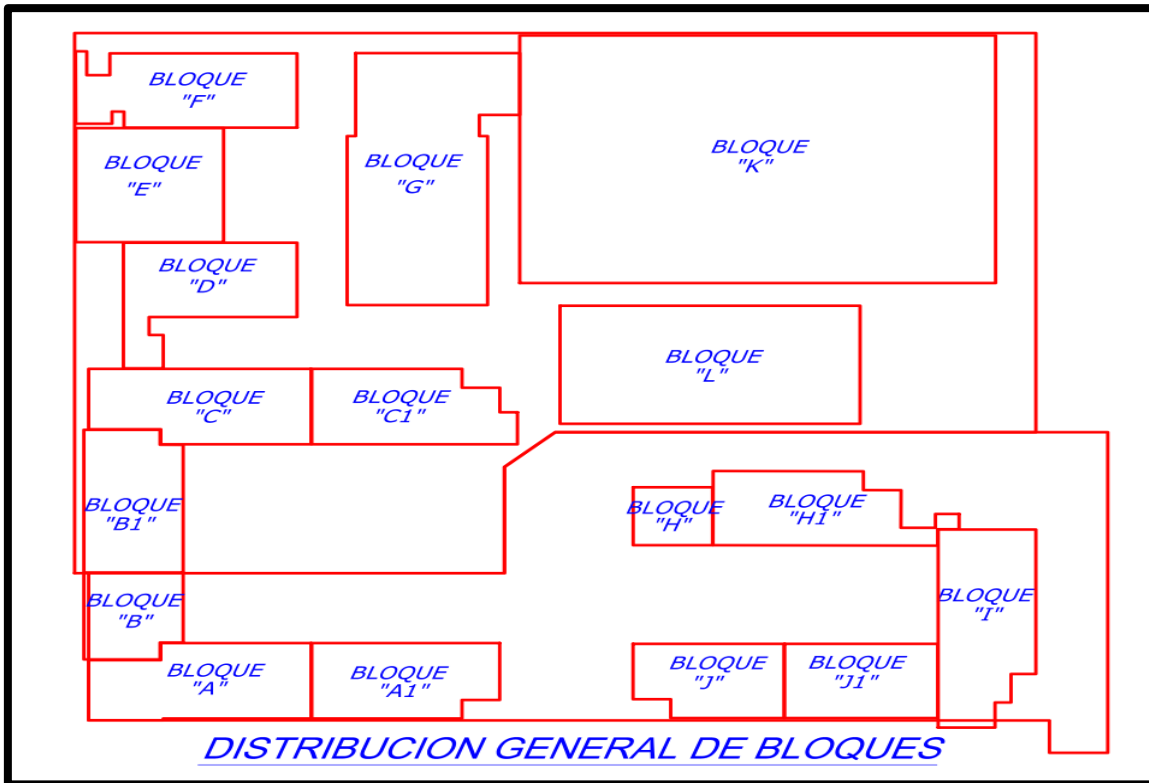 BLOQUE
"F"
BLOQUE
"E"
BLOQUE
"G"
BLOQUE
"K"
BLOQUE
"D"
BLOQUE
"L"
BLOQUE
"C"
BLOQUE
"C1"
BLOQUE
"B1"
BLOQUE
"H"
BLOQUE
"H1"
BLOQUE
"B"
BLOQUE
"I"
BLOQUE
"A"
BLOQUE
"A1"
BLOQUE
"J"
BLOQUE
"J1"
DISTRIBUCION GENERAL DE BLOQUES